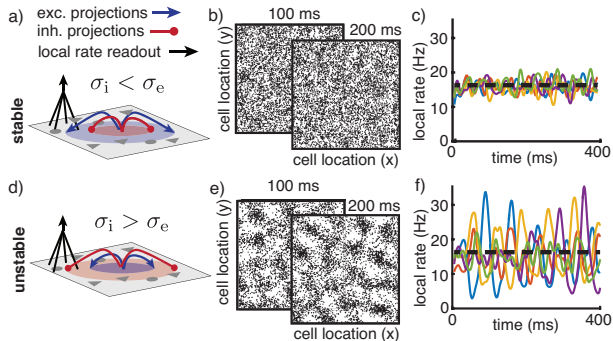 a)
exc. projections
inh. projections
local rate readout
σi < σe
stable
b)
100 ms
200 ms
cell location (y)
cell location (x)
c)
local rate (Hz)
40
30
20
10
0
0
400
time (ms)
d)
σi > σe
unstable
e)
100 ms
200 ms
cell location (y)
cell location (x)
f)
local rate (Hz)
40
30
20
10
0
0
400
time (ms)